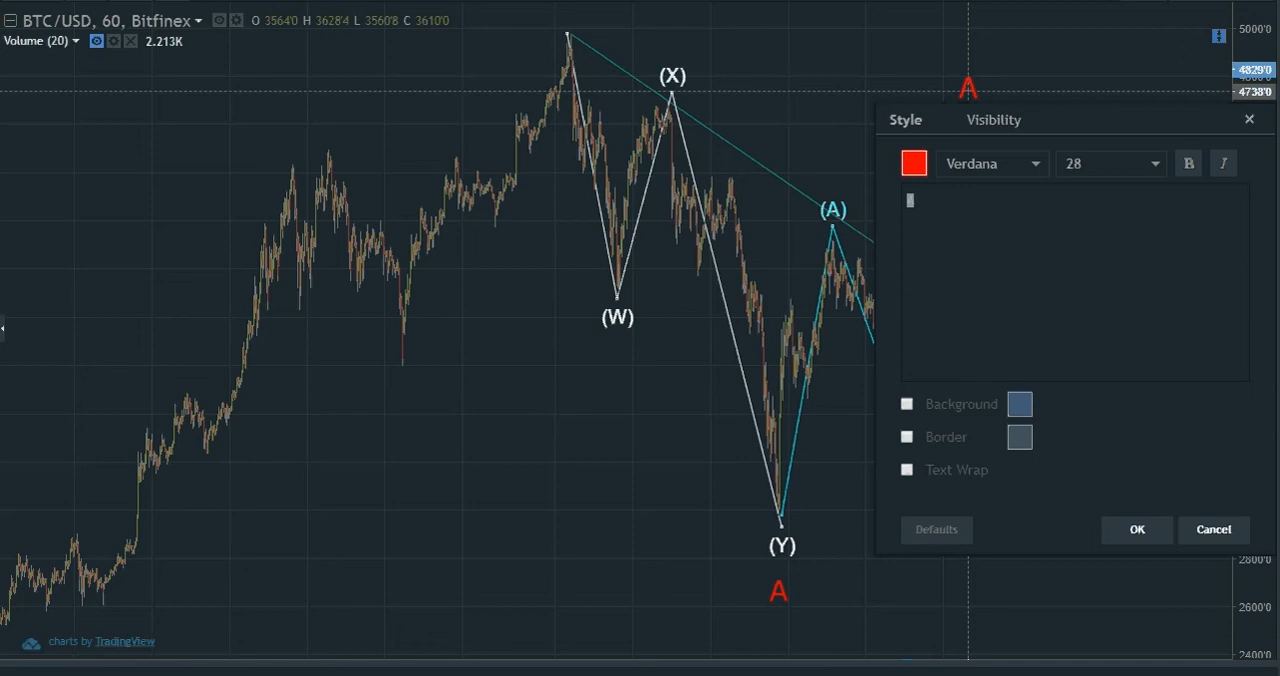 BTC/USD, 60, Bitfinex O 3564'0 H 3628'4 L 3560'8 C 3610'0
Volume (20) 2.213K
5000'0
4829'0
4738'0
(X)
A
Style Visibility
Verdana 28 B I
(A)
(W)
Background
Border
Text Wrap
Defaults OK Cancel
(Y)
2800'0
A
2600'0
charts by TradingView
2400'0